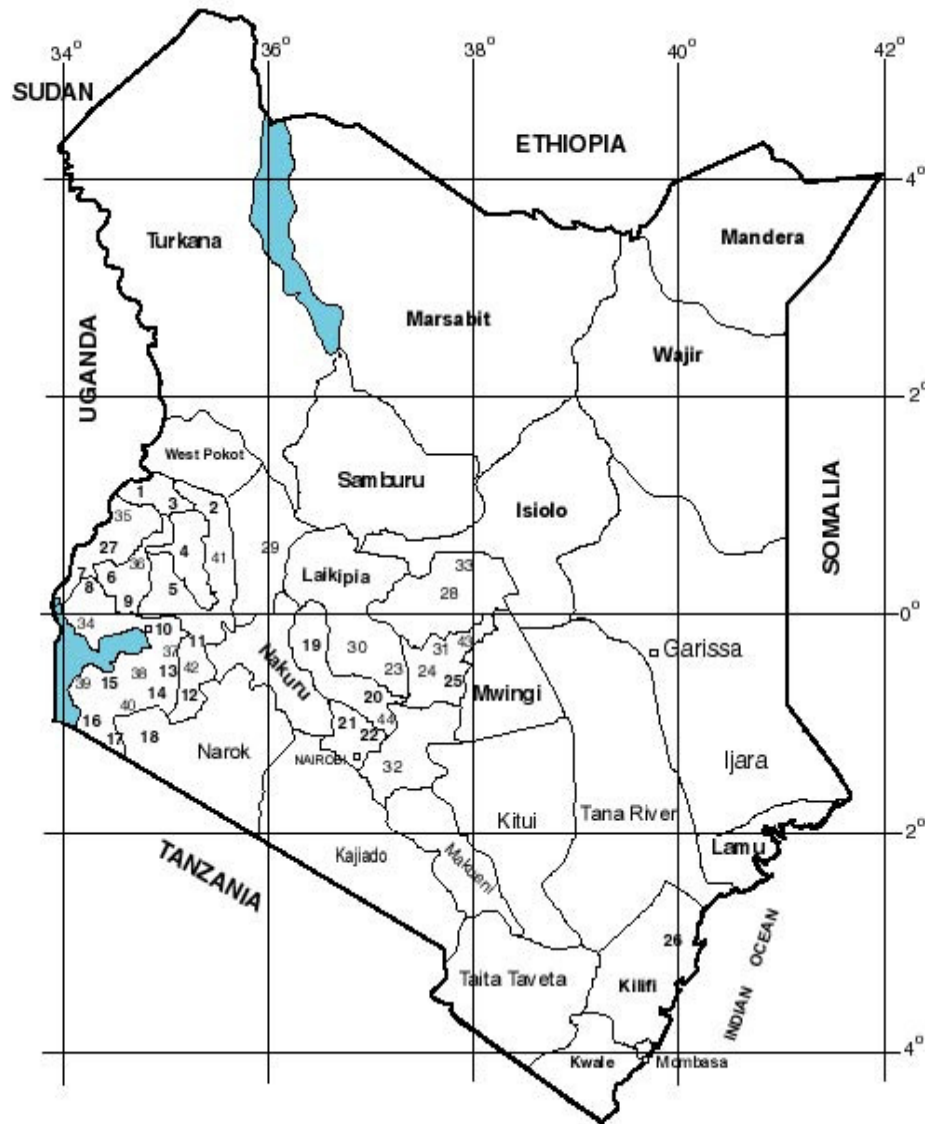 34° 36° 38° 40° 42°
SUDAN
ETHIOPIA
4°
Turkana
Mandera
Marsabit
UGANDA
Wajir
2°
West Pokot
Samburu
SOMALIA
1
2
3
35
Isiolo
27
4
41
29
36
33
7
6
Laikipia
8
5
28
9
0°
34
10
19
30
31
43
11
37
Garissa
39
15
38
13
42
Nakuru
23
24
25
Mwingi
14
12
20
40
16
21
44
17
18
22
Narok
NAIROBI
32
Ijara
Kitui
Tana River
2°
Lamu
Kajiado
Makueni
TANZANIA
26
INDIAN OCEAN
Taita Taveta
Kilifi
4°
Kwale
Mombasa